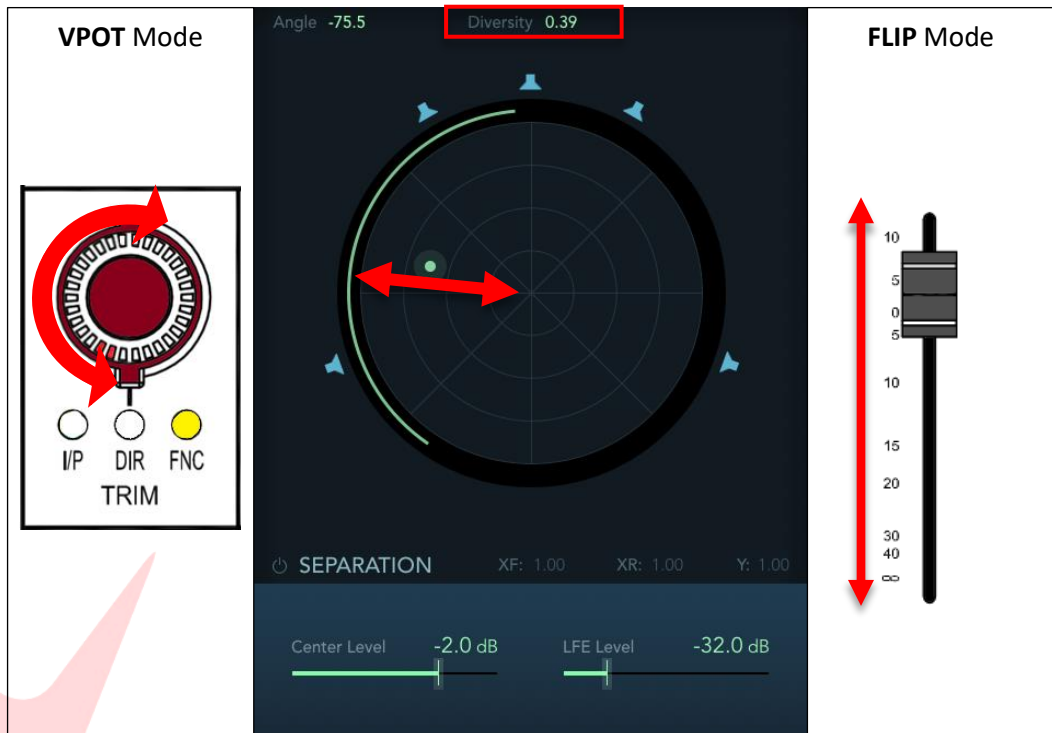 VPOT Mode
I/P DIR FNC
TRIM
Angle -75.5 Diversity 0.39
SEPARATION XF: 1.00 XR: 1.00 Y: 1.00
Center Level -2.0 dB LFE Level -32.0 dB
FLIP Mode
10
5
0
5
10
15
20
30
40
∞